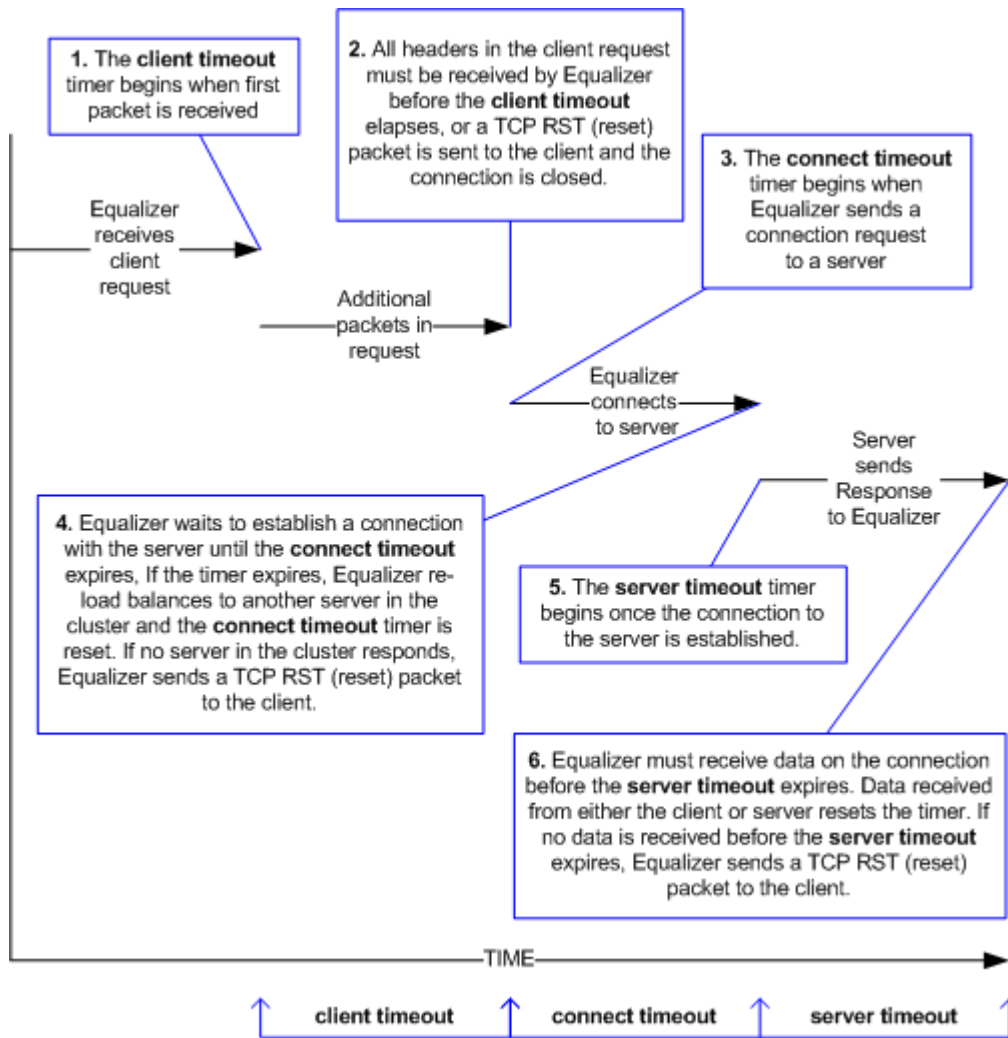 1. The client timeout
timer begins when first
packet is received
2. All headers in the client request
must be received by Equalizer
before the client timeout
elapses, or a TCP RST (reset)
packet is sent to the client and the
connection is closed.
3. The connect timeout
timer begins when
Equalizer sends a
connection request
to a server
Equalizer
receives
client
request
Additional
packets in
request
Equalizer
connects
to server
Server
sends
Response
to Equalizer
4. Equalizer waits to establish a connection
with the server until the connect timeout
expires, If the timer expires, Equalizer re-
load balances to another server in the
cluster and the connect timeout timer is
reset. If no server in the cluster responds,
Equalizer sends a TCP RST (reset) packet
to the client.
5. The server timeout timer
begins once the connection to
the server is established.
6. Equalizer must receive data on the connection
before the server timeout expires. Data received
from either the client or server resets the timer. If
no data is received before the server timeout
expires, Equalizer sends a TCP RST (reset)
packet to the client.
TIME
client timeout
connect timeout
server timeout